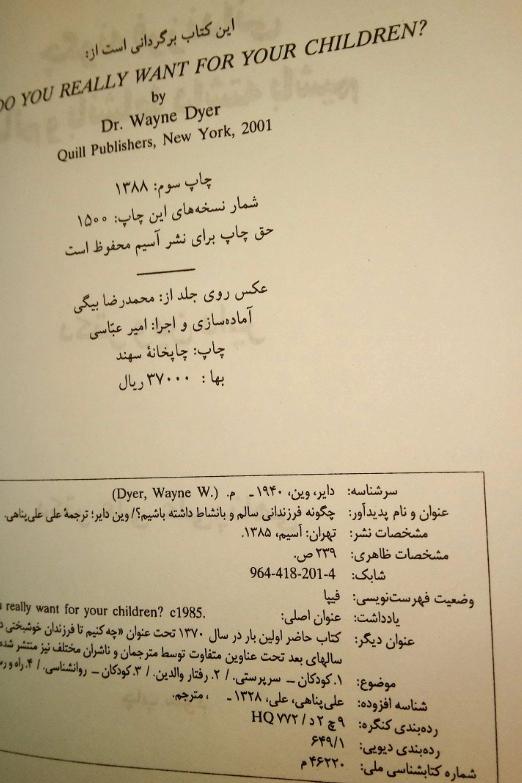 این کتاب برگردانی است از:
DO YOU REALLY WANT FOR YOUR CHILDREN?
by
Dr. Wayne Dyer
Quill Publishers, New York, 2001
چاپ سوم: ۱۳۸۸
شمار نسخه‌های این چاپ: ۱۵۰۰
حق چاپ برای نشر آسیم محفوظ است
عکس روی جلد از: محمدرضا بیگی
آماده‌سازی و اجرا: امیر عبّاسی
چاپ: چاپخانهٔ سهند
بها: ۳۷۰۰۰ ریال
سرشناسه: دایر، وین، ۱۹۴۰ ـ م. (Dyer, Wayne W.)
عنوان و نام پدیدآور: چگونه فرزندانی سالم و بانشاط داشته باشیم؟/ وین دایر؛ ترجمهٔ علی علی‌پناهی.
مشخصات نشر: تهران: آسیم، ۱۳۸۵.
مشخصات ظاهری: ۲۳۹ ص.
شابک: 964-418-201-4
وضعیت فهرست‌نویسی: فیپا
یادداشت: عنوان اصلی: really want for your children? c1985.
عنوان دیگر: کتاب حاضر اولین بار در سال ۱۳۷۰ تحت عنوان «چه کنیم تا فرزندان خوشبختی
سالهای بعد تحت عناوین متفاوت توسط مترجمان و ناشران مختلف نیز منتشر شده
موضوع: ۱. کودکان ـ سرپرستی. / ۲. رفتار والدین. / ۳. کودکان ـ روانشناسی. / ۴. راه و
شناسه افزوده: علی‌پناهی، علی، ۱۳۲۸ ـ ، مترجم.
رده‌بندی کنگره: ۹ چ ۲ د / HQ ۷۷۲
رده‌بندی دیویی: ۶۴۹/۱
شماره کتابشناسی ملی: ۴۶۲۲۰ م